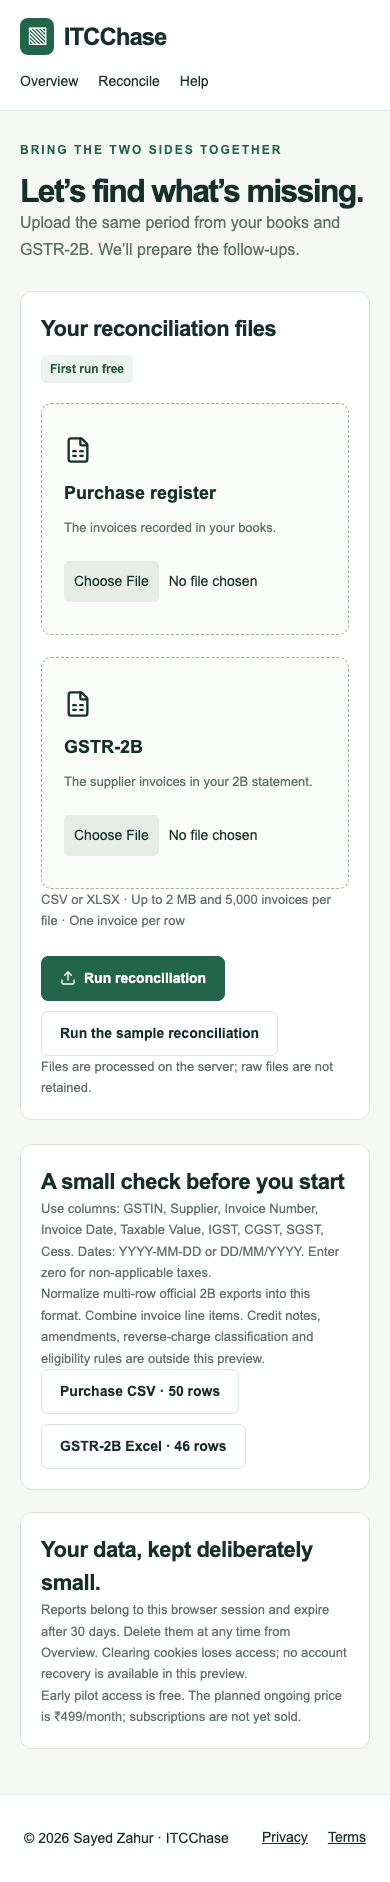 ITCChase
Overview Reconcile Help
BRING THE TWO SIDES TOGETHER
Let’s find what’s missing.
Upload the same period from your books and
GSTR-2B. We’ll prepare the follow-ups.
Your reconciliation files
First run free
Purchase register
The invoices recorded in your books.
Choose File No file chosen
GSTR-2B
The supplier invoices in your 2B statement.
Choose File No file chosen
CSV or XLSX · Up to 2 MB and 5,000 invoices per
file · One invoice per row
Run reconciliation
Run the sample reconciliation
Files are processed on the server; raw files are not
retained.
A small check before you start
Use columns: GSTIN, Supplier, Invoice Number,
Invoice Date, Taxable Value, IGST, CGST, SGST,
Cess. Dates: YYYY-MM-DD or DD/MM/YYYY. Enter
zero for non-applicable taxes.
Normalize multi-row official 2B exports into this
format. Combine invoice line items. Credit notes,
amendments, reverse-charge classification and
eligibility rules are outside this preview.
Purchase CSV · 50 rows
GSTR-2B Excel · 46 rows
Your data, kept deliberately
small.
Reports belong to this browser session and expire
after 30 days. Delete them at any time from
Overview. Clearing cookies loses access; no account
recovery is available in this preview.
Early pilot access is free. The planned ongoing price
is ₹499/month; subscriptions are not yet sold.
© 2026 Sayed Zahur · ITCChase Privacy Terms